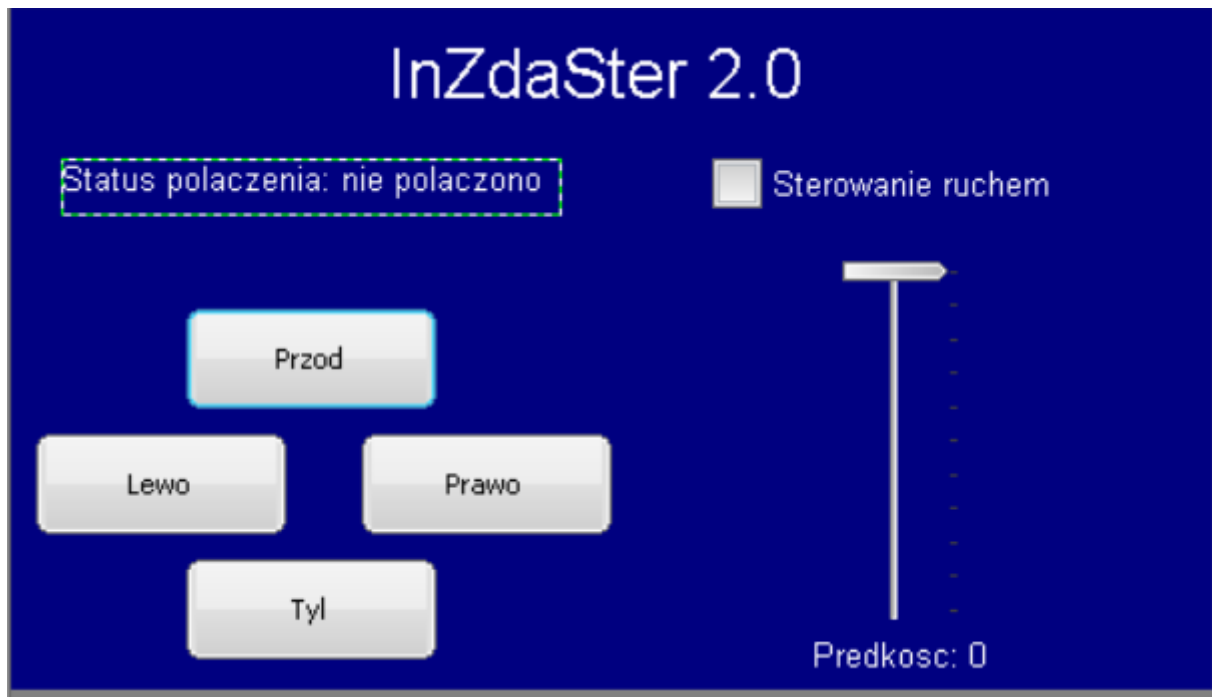 InZdaSter 2.0
Status polaczenia: nie polaczono
Sterowanie ruchem
Przod
Lewo
Prawo
Tyl
Predkosc: 0